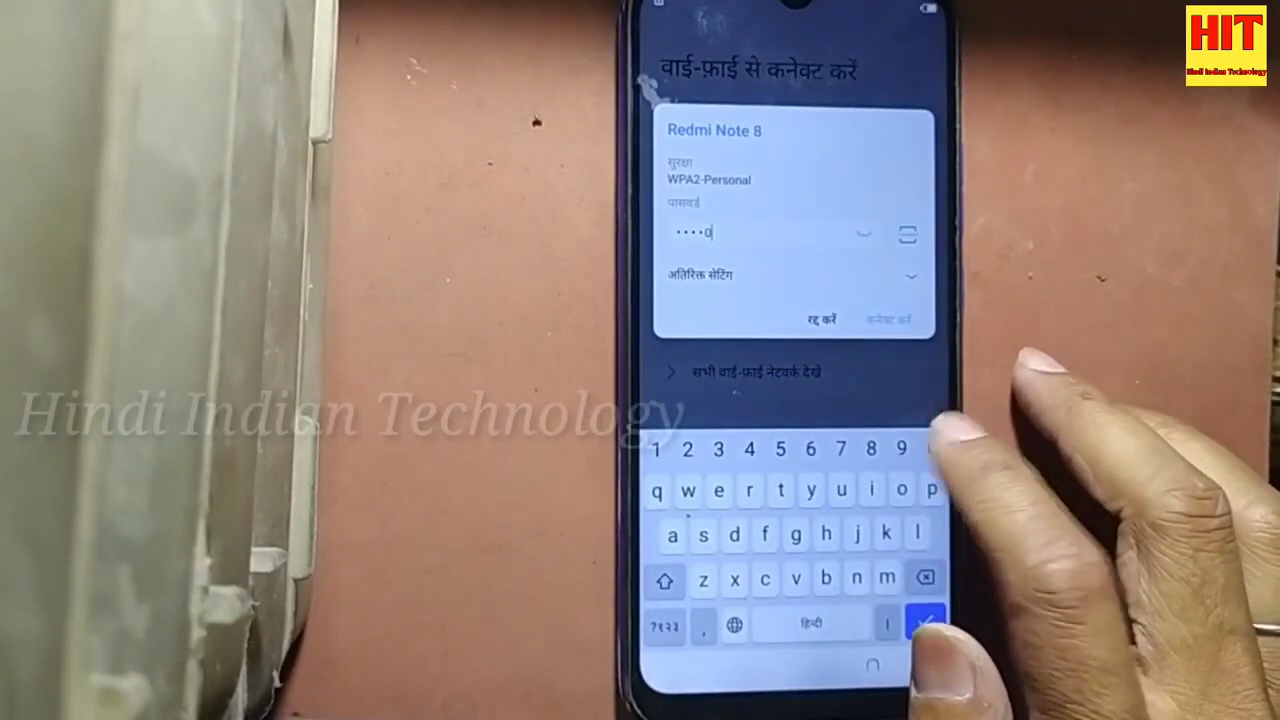 HIT
Hindi Indian Technology
वाई-फ़ाई से कनेक्ट करें
Redmi Note 8
सुरक्षा
WPA2-Personal
पासवर्ड
••••0
अतिरिक्त सेटिंग
रद्द करें कनेक्ट करें
सभी वाई-फ़ाई नेटवर्क देखें
Hindi Indian Technology
1 2 3 4 5 6 7 8 9
q w e r t y u i o p
a s d f g h j k l
z x c v b n m
?१२३ , हिन्दी ।